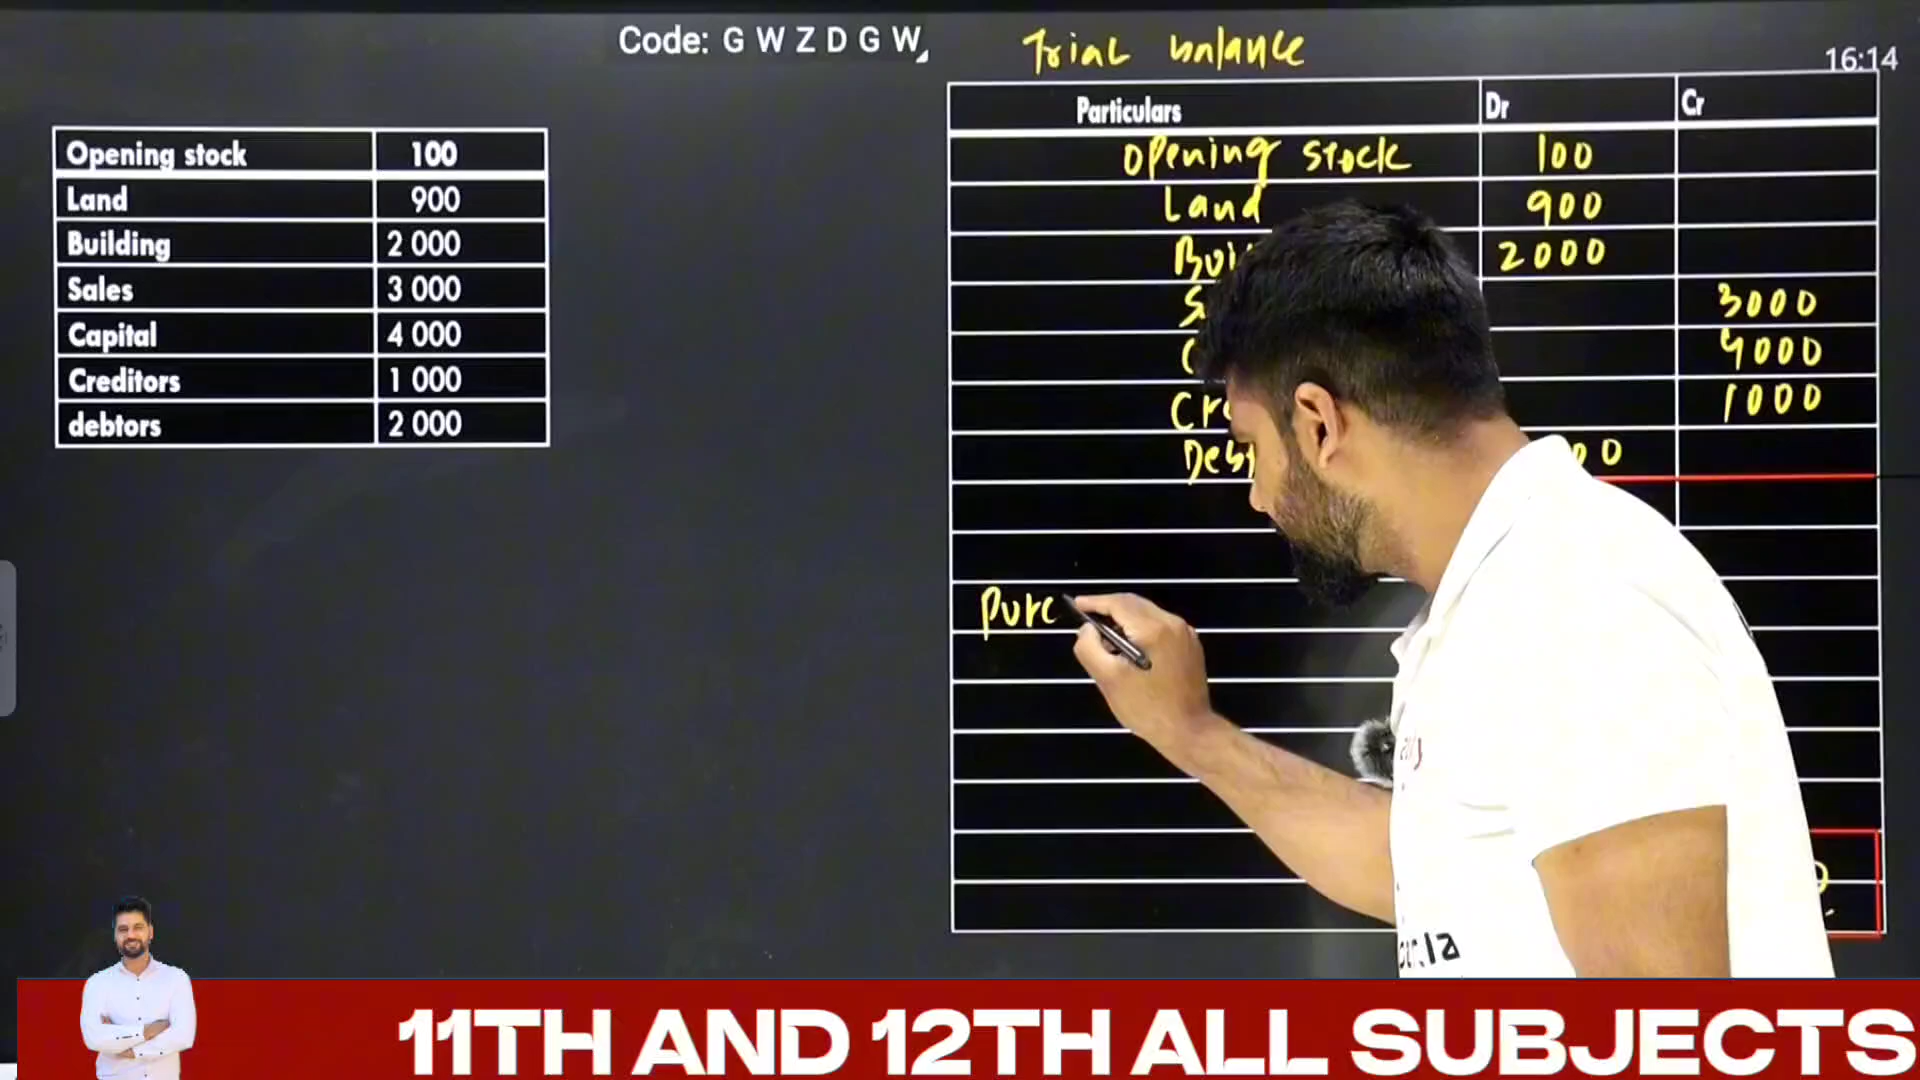 Code: G W Z D G W
Trial balance
16:14
Particulars Dr Cr
Opening stock 100
Land 900
Building 2 000
Sales 3 000
Capital 4 000
Creditors 1 000
debtors 2 000
Opening stock 100
Land 900
2000
3000
4000
1000
Purc
11TH AND 12TH ALL SUBJECTS